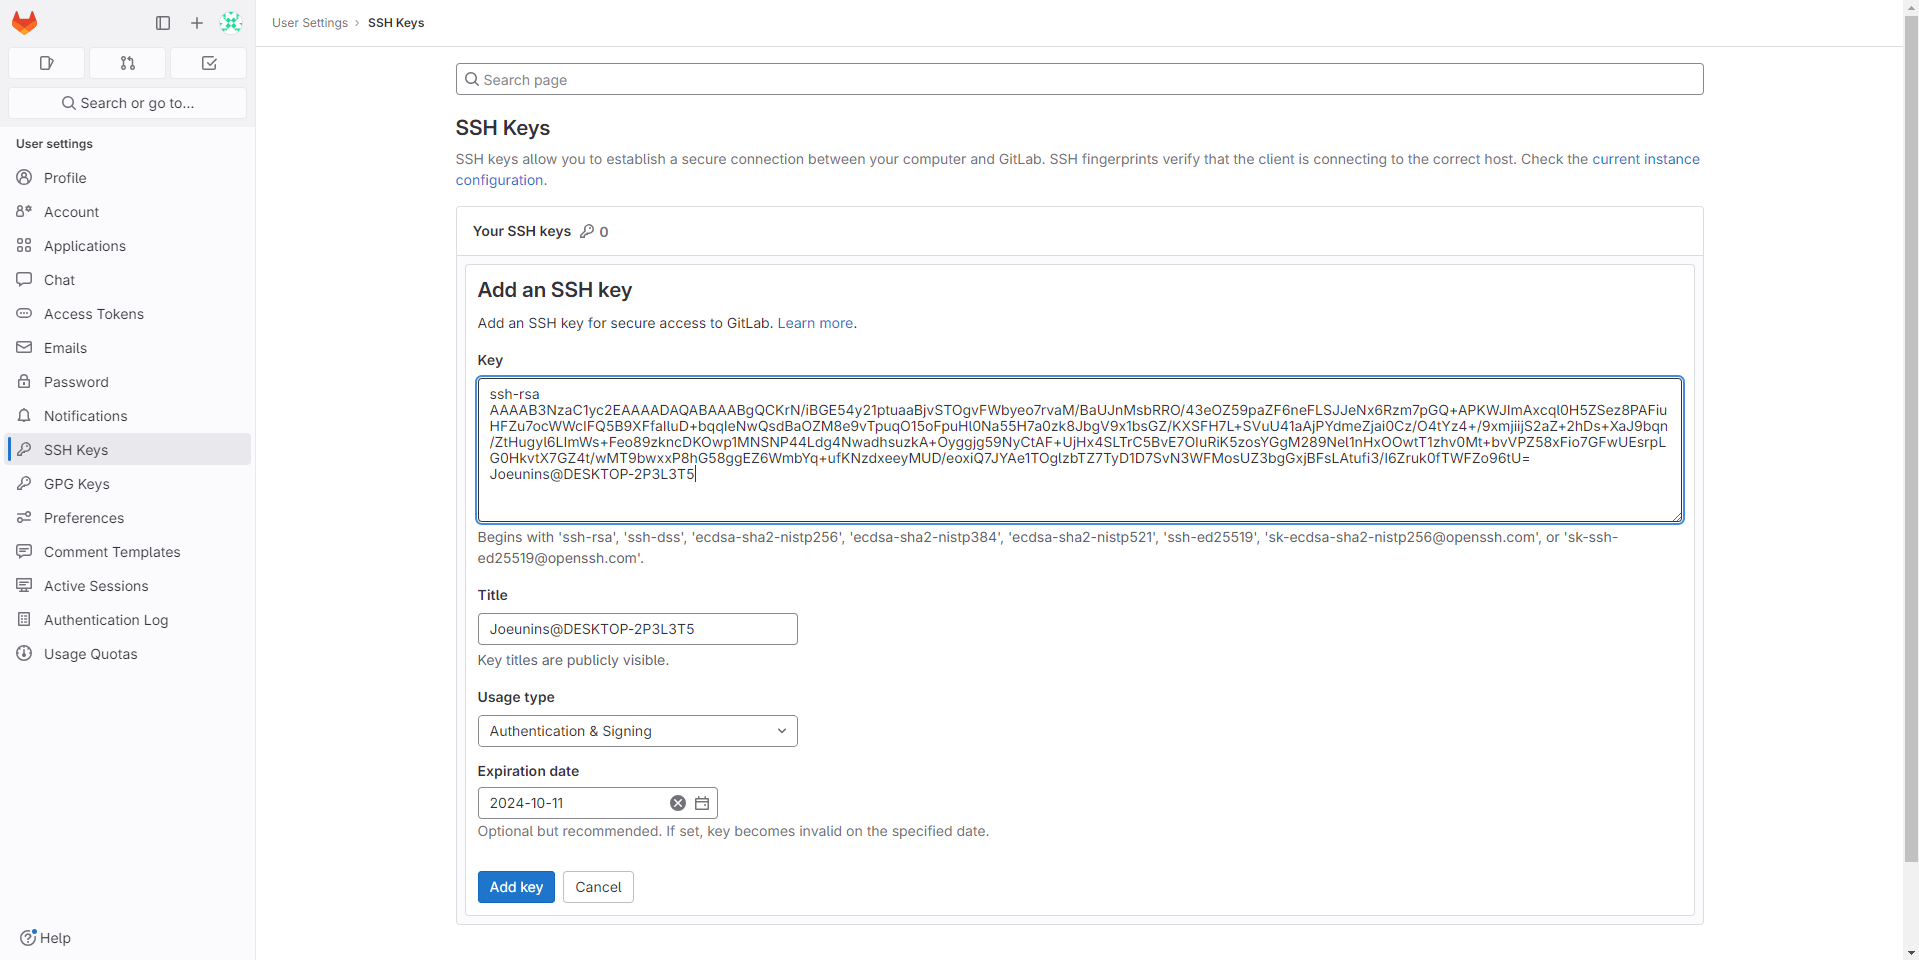 User Settings › SSH Keys
Search page
Search or go to...
User settings
Profile
Account
Applications
Chat
Access Tokens
Emails
Password
Notifications
SSH Keys
GPG Keys
Preferences
Comment Templates
Active Sessions
Authentication Log
Usage Quotas
Help
SSH Keys
SSH keys allow you to establish a secure connection between your computer and GitLab. SSH fingerprints verify that the client is connecting to the correct host. Check the current instance
configuration.
Your SSH keys 0
Add an SSH key
Add an SSH key for secure access to GitLab. Learn more.
Key
ssh-rsa
AAAAB3NzaC1yc2EAAAADAQABAAABgQCKrN/iBGE54y21ptuaaBjvSTOgvFWbyeo7rvaM/BaUJnMsbRRO/43eOZ59paZF6neFLSJJeNx6Rzm7pGQ+APKWJImAxcql0H5ZSez8PAFiu
HFZu7ocWWcIFQ5B9XFfaIluD+bqqIeNwQsdBaOZM8e9vTpuqO15oFpuHl0Na55H7a0zk8JbgV9x1bsGZ/KXSFH7L+SVuU41aAjPYdmeZjai0Cz/O4tYz4+/9xmjiijS2aZ+2hDs+XaJ9bqn
/ZtHugyl6LImWs+Feo89zkncDKOwp1MNSNP44Ldg4NwadhsuzkA+Oyggjg59NyCtAF+UjHx4SLTrC5BvE7OluRiK5zosYGgM289Nel1nHxOOwtT1zhv0Mt+bvVPZ58xFio7GFwUEsrpL
G0HkvtX7GZ4t/wMT9bwxxP8hG58ggEZ6WmbYq+ufKNzdxeeyMUD/eoxiQ7JYAe1TOglzbTZ7TyD1D7SvN3WFMosUZ3bgGxjBFsLAtufi3/I6Zruk0fTWFZo96tU=
Joeunins@DESKTOP-2P3L3T5
Begins with 'ssh-rsa', 'ssh-dss', 'ecdsa-sha2-nistp256', 'ecdsa-sha2-nistp384', 'ecdsa-sha2-nistp521', 'ssh-ed25519', 'sk-ecdsa-sha2-nistp256@openssh.com', or 'sk-ssh-
ed25519@openssh.com'.
Title
Joeunins@DESKTOP-2P3L3T5
Key titles are publicly visible.
Usage type
Authentication & Signing
Expiration date
2024-10-11
Optional but recommended. If set, key becomes invalid on the specified date.
Add key Cancel